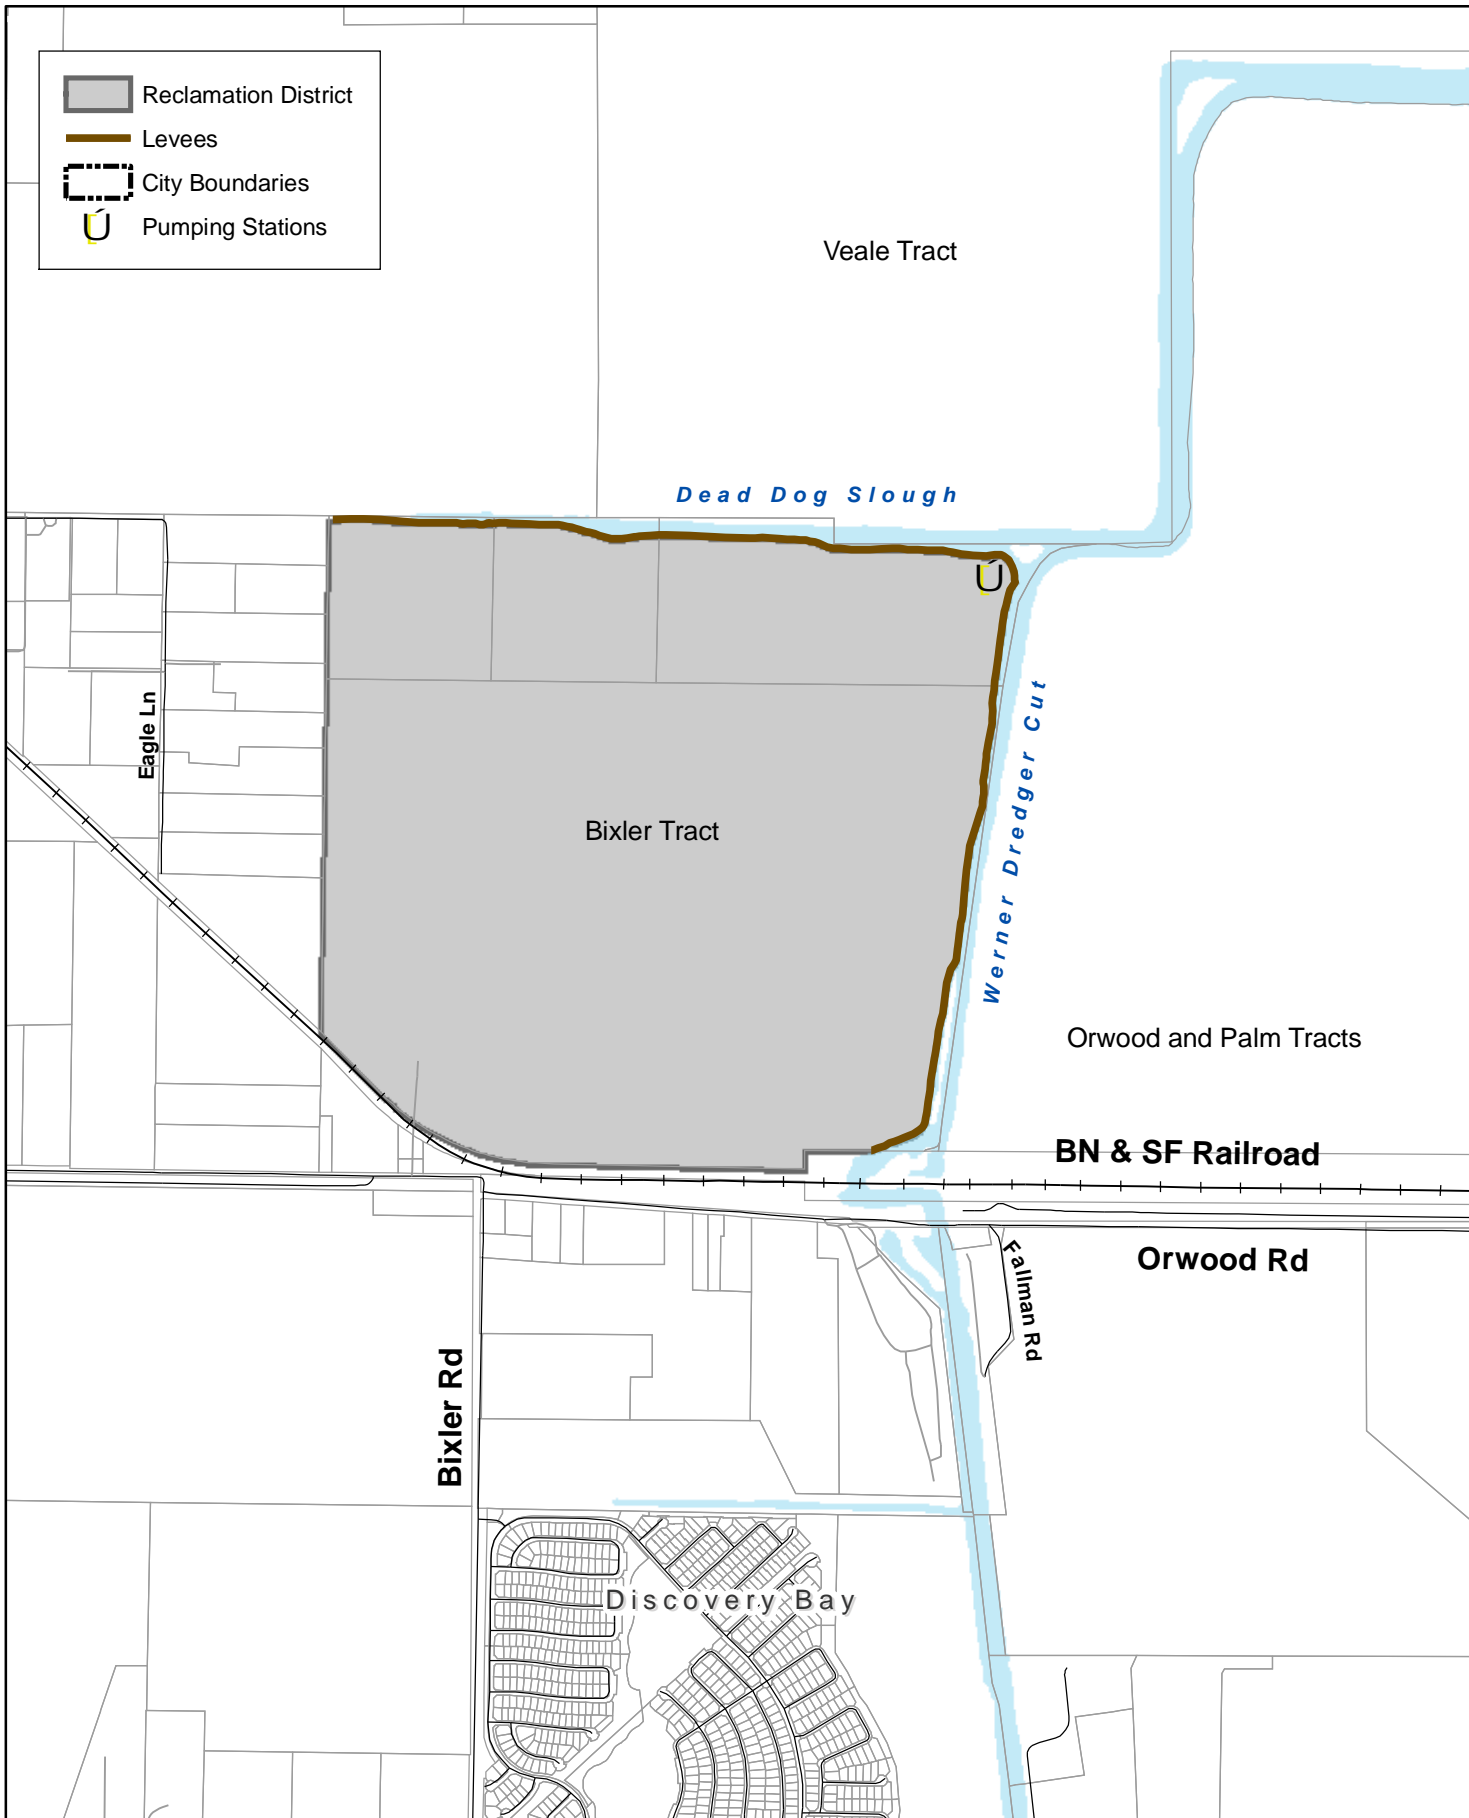 Reclamation District
Levees
City Boundaries
Pumping Stations
Veale Tract
Dead Dog Slough
Eagle Ln
Werner Dredger Cut
Bixler Tract
Orwood and Palm Tracts
BN & SF Railroad
Orwood Rd
Fallman Rd
Bixler Rd
Discovery Bay